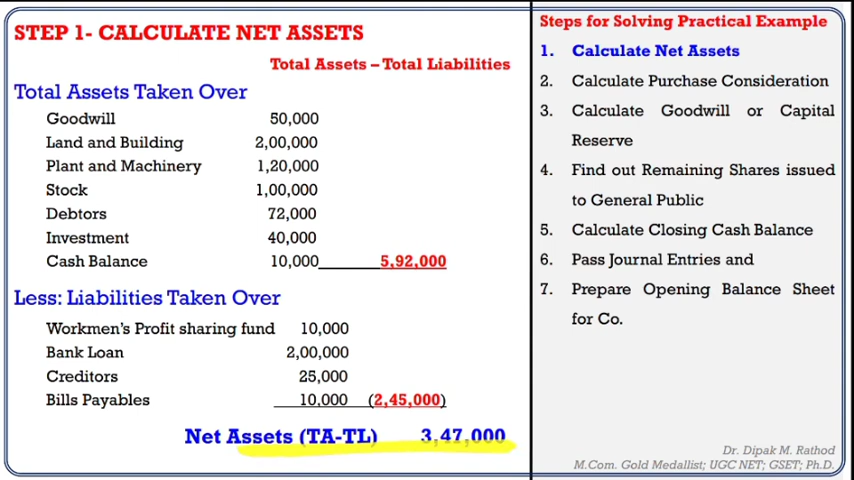 STEP 1- CALCULATE NET ASSETS
Total Assets – Total Liabilities
Total Assets Taken Over
Goodwill 50,000
Land and Building 2,00,000
Plant and Machinery 1,20,000
Stock 1,00,000
Debtors 72,000
Investment 40,000
Cash Balance 10,000 5,92,000
Less: Liabilities Taken Over
Workmen's Profit sharing fund 10,000
Bank Loan 2,00,000
Creditors 25,000
Bills Payables 10,000 (2,45,000)
Net Assets (TA-TL) 3,47,000
Steps for Solving Practical Example
1. Calculate Net Assets
2. Calculate Purchase Consideration
3. Calculate Goodwill or Capital
Reserve
4. Find out Remaining Shares issued
to General Public
5. Calculate Closing Cash Balance
6. Pass Journal Entries and
7. Prepare Opening Balance Sheet
for Co.
Dr. Dipak M. Rathod
M.Com. Gold Medallist; UGC NET; GSET; Ph.D.